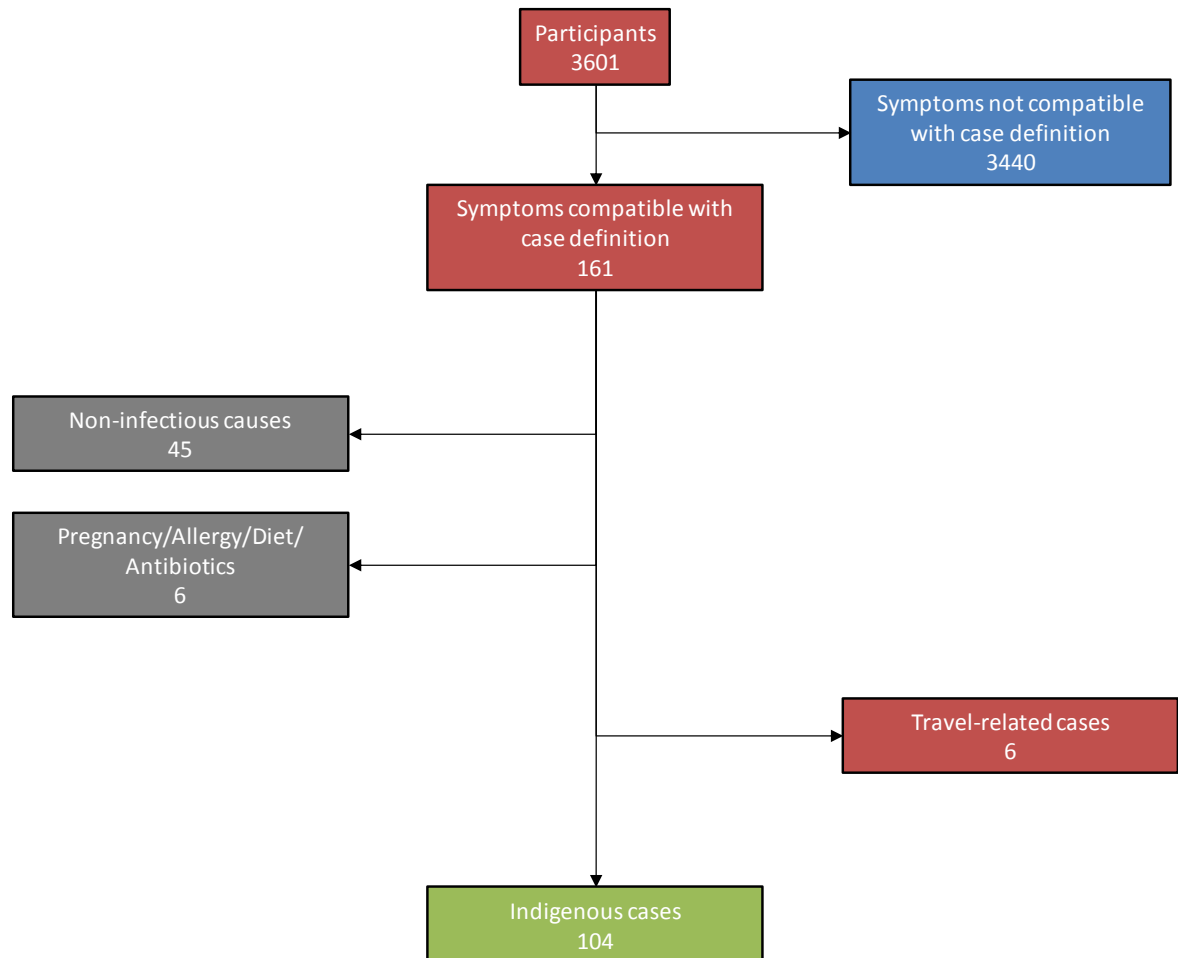 Participants
3601
Symptoms not compatible
with case definition
3440
Symptoms compatible with
case definition
161
Non-infectious causes
45
Pregnancy/Allergy/Diet/
Antibiotics
6
Travel-related cases
6
Indigenous cases
104